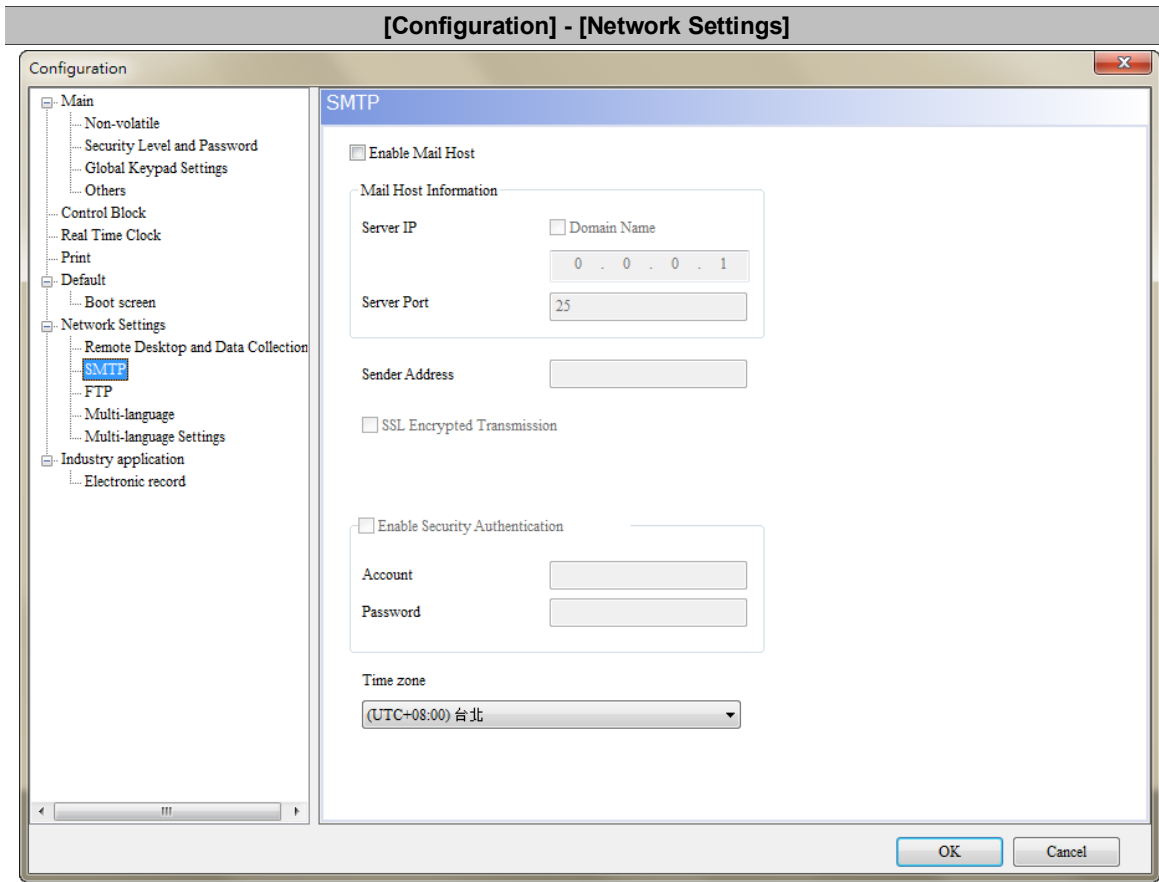 [Configuration] - [Network Settings]
Configuration
Main
Non-volatile
Security Level and Password
Global Keypad Settings
Others
Control Block
Real Time Clock
Print
Default
Boot screen
Network Settings
Remote Desktop and Data Collection
SMTP
FTP
Multi-language
Multi-language Settings
Industry application
Electronic record
SMTP
Enable Mail Host
Mail Host Information
Server IP
Domain Name
0 . 0 . 0 . 1
Server Port
25
Sender Address
SSL Encrypted Transmission
Enable Security Authentication
Account
Password
Time zone
(UTC+08:00) 台北
OK
Cancel